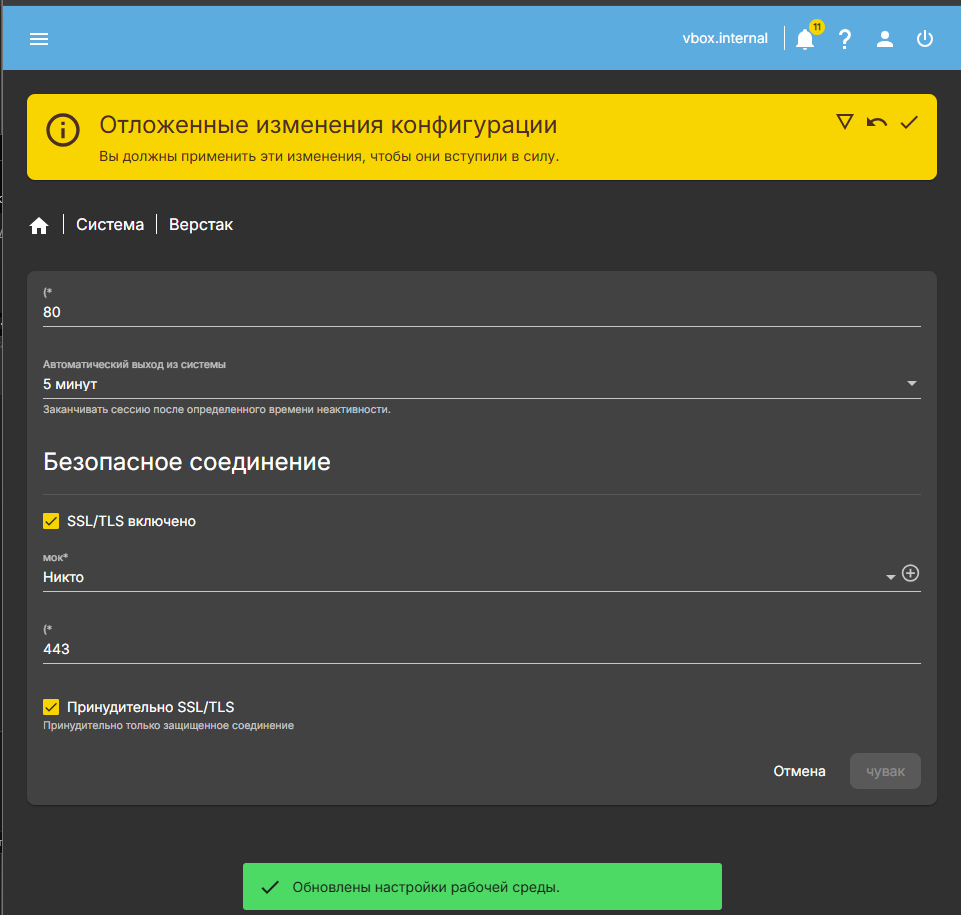 vbox.internal
11
Отложенные изменения конфигурации
Вы должны применить эти изменения, чтобы они вступили в силу.
Система
Верстак
(*
80
Автоматический выход из системы
5 минут
Заканчивать сессию после определенного времени неактивности.
Безопасное соединение
SSL/TLS включено
мок*
Никто
(*
443
Принудительно SSL/TLS
Принудительно только защищенное соединение
Отмена
чувак
Обновлены настройки рабочей среды.